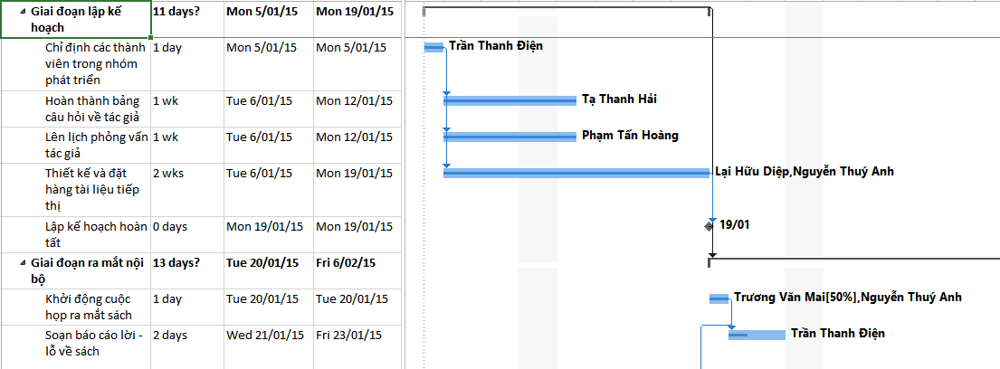 Giai đoạn lập kế hoạch 11 days? Mon 5/01/15 Mon 19/01/15
Chỉ định các thành viên trong nhóm phát triển 1 day Mon 5/01/15 Mon 5/01/15 Trần Thanh Điện
Hoàn thành bảng câu hỏi về tác giả 1 wk Tue 6/01/15 Mon 12/01/15 Tạ Thanh Hải
Lên lịch phỏng vấn tác giả 1 wk Tue 6/01/15 Mon 12/01/15 Phạm Tấn Hoàng
Thiết kế và đặt hàng tài liệu tiếp thị 2 wks Tue 6/01/15 Mon 19/01/15 Lại Hữu Diệp,Nguyễn Thuý Anh
Lập kế hoạch hoàn tất 0 days Mon 19/01/15 Mon 19/01/15 19/01
Giai đoạn ra mắt nội bộ 13 days? Tue 20/01/15 Fri 6/02/15
Khởi động cuộc họp ra mắt sách 1 day Tue 20/01/15 Tue 20/01/15 Trương Văn Mai[50%],Nguyễn Thuý Anh
Soạn báo cáo lời - lỗ về sách 2 days Wed 21/01/15 Fri 23/01/15 Trần Thanh Điện